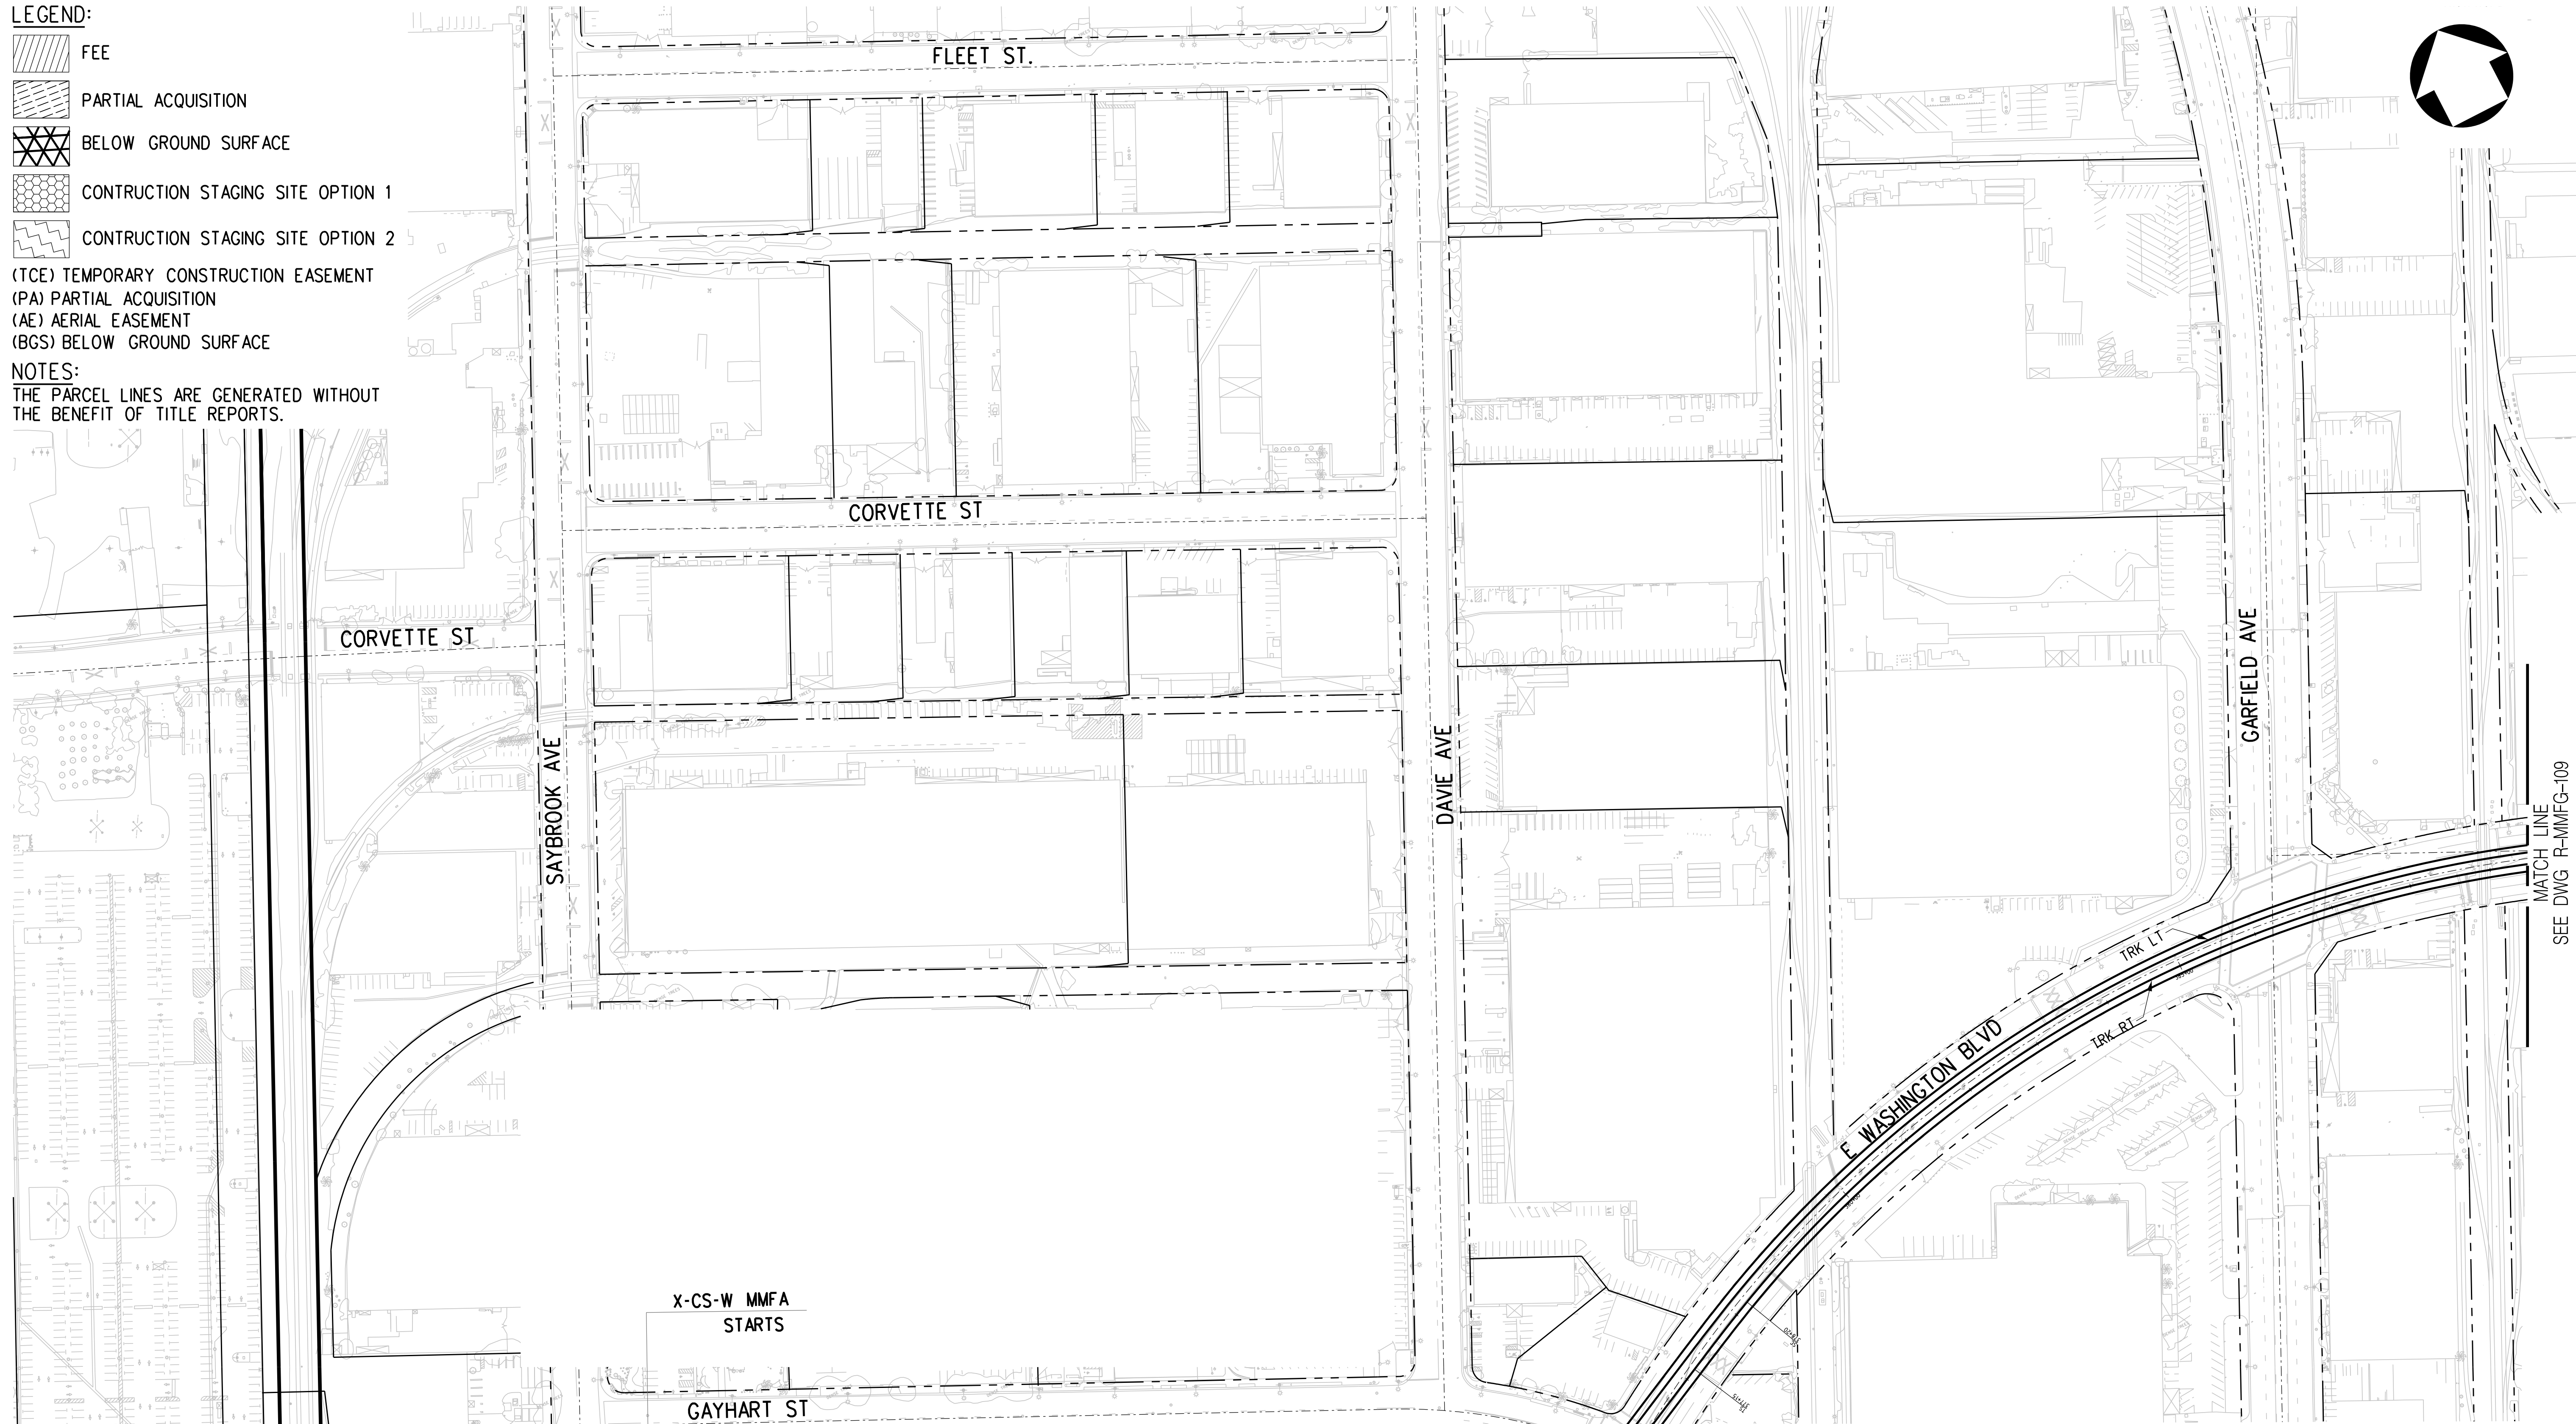 LEGEND:
FEE
PARTIAL ACQUISITION
BELOW GROUND SURFACE
CONTRUCTION STAGING SITE OPTION 1
CONTRUCTION STAGING SITE OPTION 2
(TCE) TEMPORARY CONSTRUCTION EASEMENT
(PA) PARTIAL ACQUISITION
(AE) AERIAL EASEMENT
(BGS) BELOW GROUND SURFACE
NOTES:
THE PARCEL LINES ARE GENERATED WITHOUT
THE BENEFIT OF TITLE REPORTS.
FLEET ST.
CORVETTE ST
CORVETTE ST
SAYBROOK AVE
DAVIE AVE
GARFIELD AVE
MATCH LINE
SEE DWG R-MMFG-109
TRK LT
TRK RT
E WASHINGTON BLVD
X-CS-W MMFA
STARTS
GAYHART ST